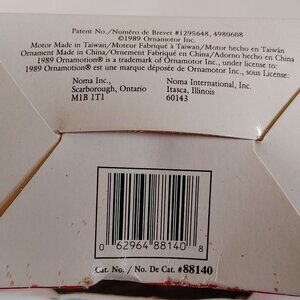 Patent No./Numéro de Brevet #1295648, 4980608
©1989 Ornamotor Inc.
Motor Made in Taiwan/Moteur Fabriqué à Taiwan/Motor hecho en Taiwán
Ornament Made in China/Ornement Fabriqué en China/Adorno hecho en China
1989 Ornamotion® is a trademark of Ornamotor Inc., under license to:
1989 Ornamotion® est une marque déposée de Ornamotor Inc., sous License:
Noma Inc.,
Scarborough, Ontario
M1B 1T1
Noma International, Inc.
Itasca, Illinois
60143
0 62964 88140 8
Cat. No. / No. De Cat. #88140